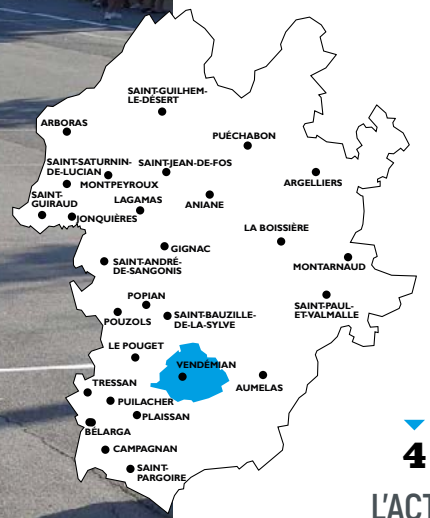 SAINT-GUILHEM-
LE-DÉSERT
ARBORAS
PUÉCHABON
SAINT-SATURNIN-
DE-LUCIAN
SAINT-JEAN-DE-FOS
MONTPEYROUX
ARGELLIERS
SAINT-
GUIRAUD
LAGAMAS
ANIANE
JONQUIÈRES
LA BOISSIÈRE
GIGNAC
SAINT-ANDRÉ-
DE-SANGONIS
MONTARNAUD
POPIAN
SAINT-PAUL-
ET-VALMALLE
POUZOLS
SAINT-BAUZILLE-
DE-LA-SYLVE
LE POUGET
VENDÉMIAN
TRESSAN
AUMELAS
PUILACHER
PLAISSAN
BÉLARGA
CAMPAGNAN
SAINT-
PARGOIRE
4
L'ACT